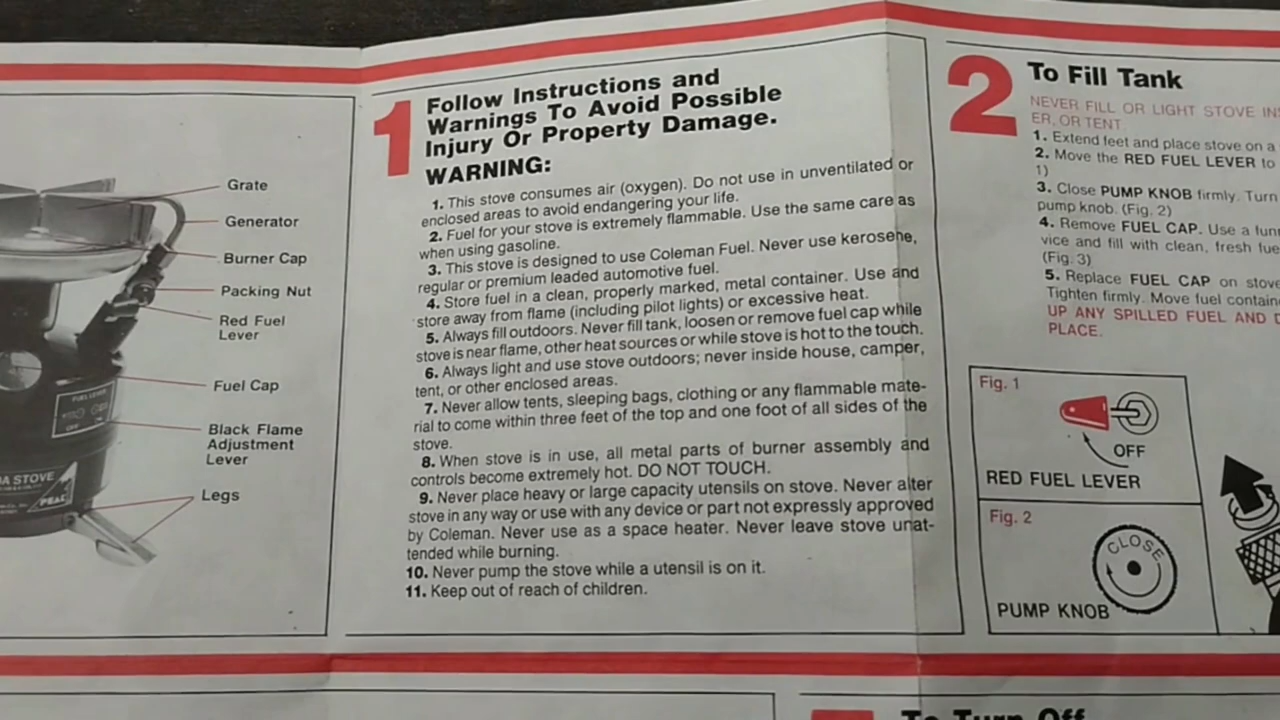 Grate
Generator
Burner Cap
Packing Nut
Red Fuel
Lever
Fuel Cap
Black Flame
Adjustment
Lever
Legs
FUEL LEVER
OFF
STOVE
PEAK
1
Follow Instructions and
Warnings To Avoid Possible
Injury Or Property Damage.
WARNING:
1. This stove consumes air (oxygen). Do not use in unventilated or
enclosed areas to avoid endangering your life.
2. Fuel for your stove is extremely flammable. Use the same care as
when using gasoline.
3. This stove is designed to use Coleman Fuel. Never use kerosene,
regular or premium leaded automotive fuel.
4. Store fuel in a clean, properly marked, metal container. Use and
store away from flame (including pilot lights) or excessive heat.
5. Always fill outdoors. Never fill tank, loosen or remove fuel cap while
stove is near flame, other heat sources or while stove is hot to the touch.
6. Always light and use stove outdoors; never inside house, camper,
tent, or other enclosed areas.
7. Never allow tents, sleeping bags, clothing or any flammable mate-
rial to come within three feet of the top and one foot of all sides of the
stove.
8. When stove is in use, all metal parts of burner assembly and
controls become extremely hot. DO NOT TOUCH.
9. Never place heavy or large capacity utensils on stove. Never alter
stove in any way or use with any device or part not expressly approved
by Coleman. Never use as a space heater. Never leave stove unat-
tended while burning.
10. Never pump the stove while a utensil is on it.
11. Keep out of reach of children.
2
To Fill Tank
NEVER FILL OR LIGHT STOVE
ER, OR TENT.
1. Extend feet and place stove on a
2. Move the RED FUEL LEVER to
1)
3. Close PUMP KNOB firmly. Turn
pump knob. (Fig. 2)
4. Remove FUEL CAP. Use a
vice and fill with clean, fresh
(Fig. 3)
5. Replace FUEL CAP on
Tighten firmly. Move fuel
UP ANY SPILLED FUEL AND
PLACE.
Fig. 1
OFF
RED FUEL LEVER
Fig. 2
CLOSE
PUMP KNOB
To Turn Off